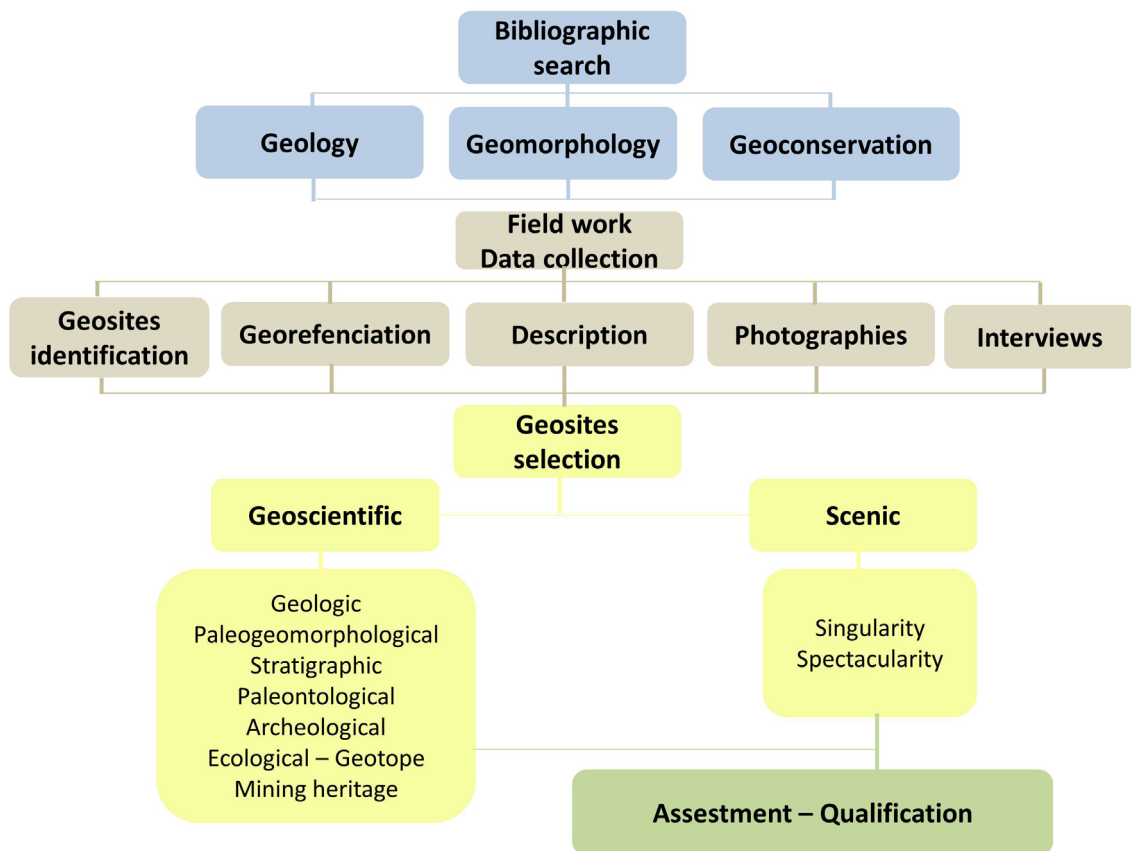 Bibliographic
search
Geology
Geomorphology
Geoconservation
Field work
Data collection
Geosites
identification
Georefenciation
Description
Photographies
Interviews
Geosites
selection
Geoscientific
Scenic
Geologic
Paleogeomorphological
Stratigraphic
Paleontological
Archeological
Ecological – Geotope
Mining heritage
Singularity
Spectacularity
Assestment – Qualification